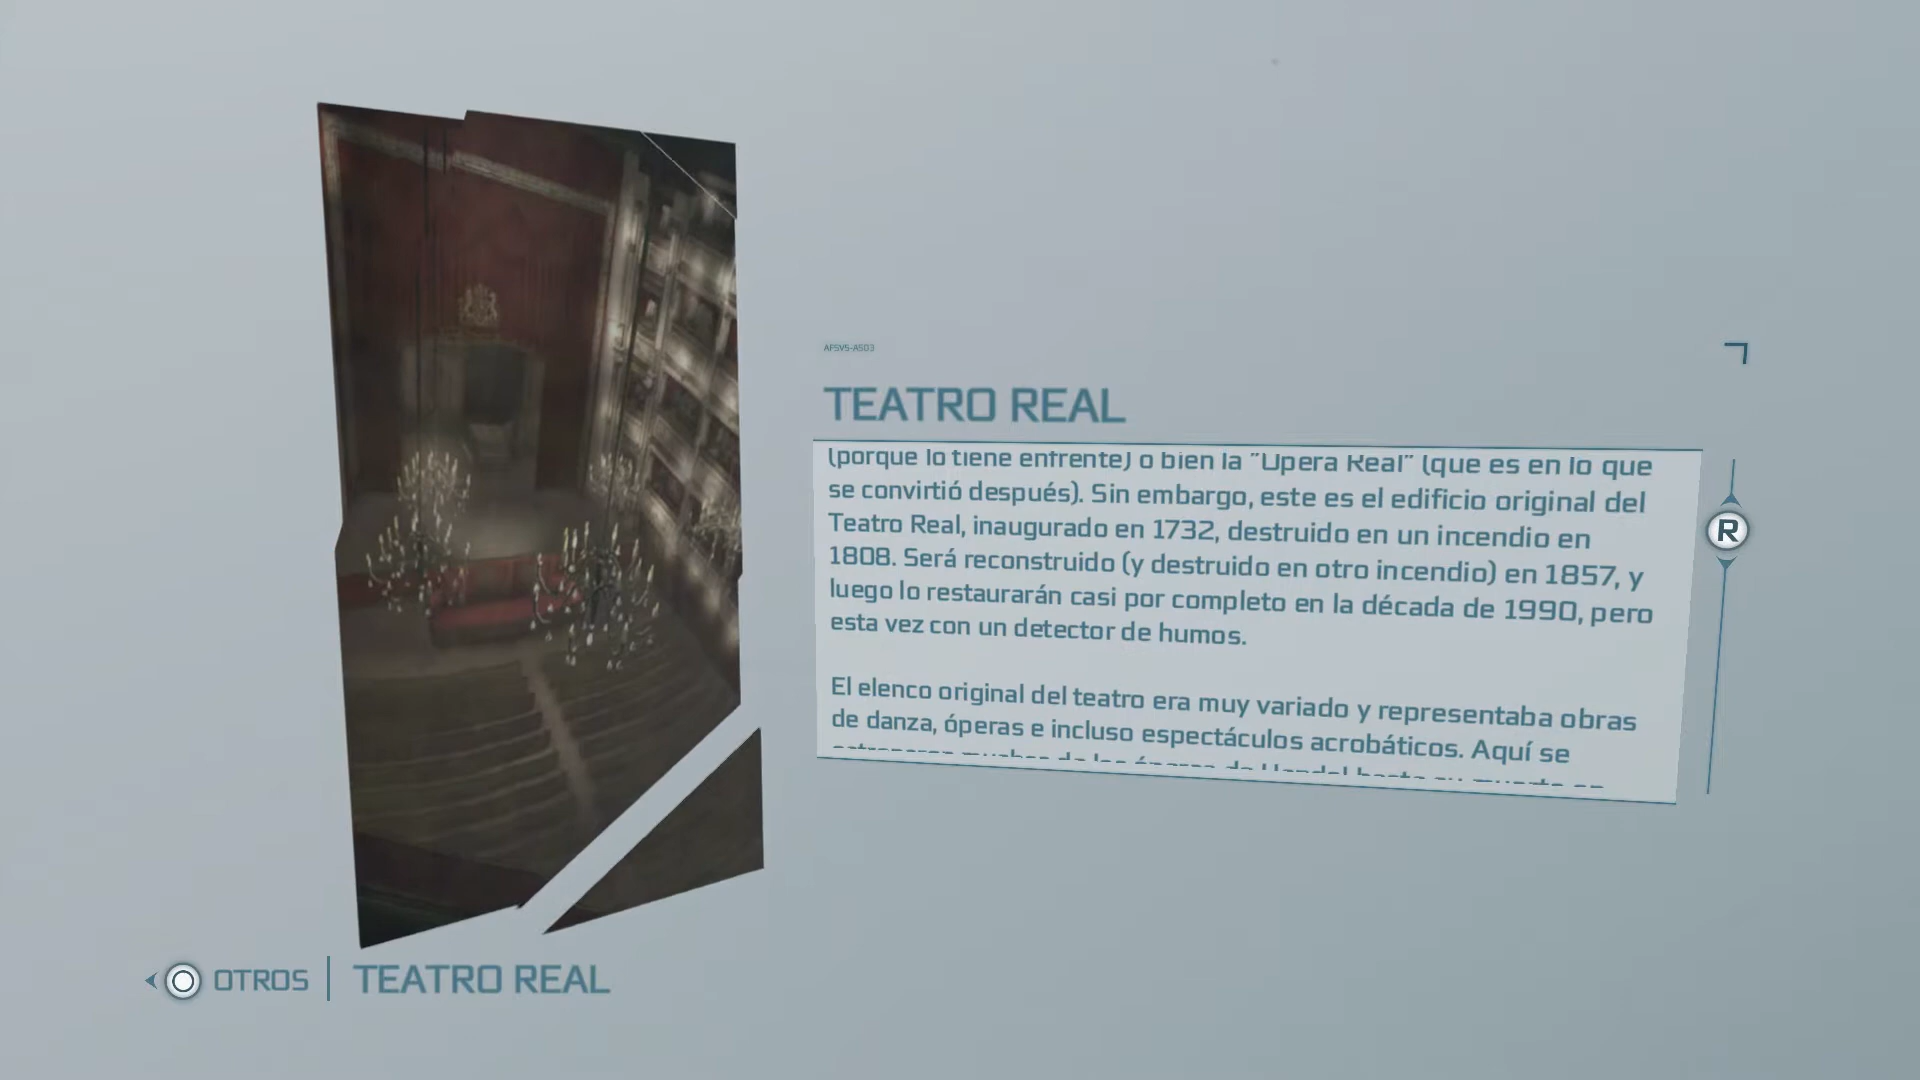 AFSV5-AS03
TEATRO REAL
(porque lo tiene enfrente) o bien la "Ópera Real" (que es en lo que
se convirtió después). Sin embargo, este es el edificio original del
Teatro Real, inaugurado en 1732, destruido en un incendio en
1808. Será reconstruido (y destruido en otro incendio) en 1857, y
luego lo restaurarán casi por completo en la década de 1990, pero
esta vez con un detector de humos.
El elenco original del teatro era muy variado y representaba obras
de danza, óperas e incluso espectáculos acrobáticos. Aquí se
R
OTROS | TEATRO REAL